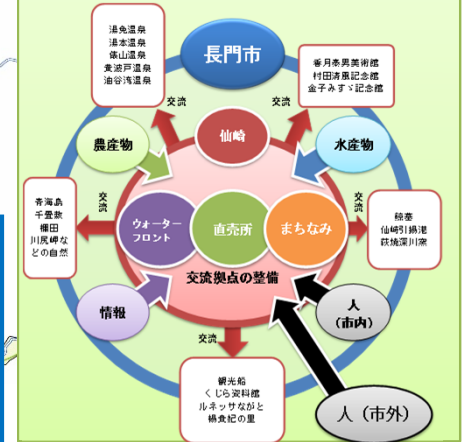 湯免温泉
湯本温泉
俵山温泉
黄波戸温泉
油谷湾温泉
長門市
香月泰男美術館
村田清風記念館
金子みすゞ記念館
交流
交流
仙崎
農産物
水産物
青海島
千畳敷
棚田
川尻岬な
どの自然
交流
ウォーター
フロント
直売所
まちなみ
交流
鯨墓
仙崎引揚港
萩焼深川窯
交流拠点の整備
情報
人
（市内）
交流
観光船
くじら資料館
ルネッサながと
楊貴妃の里
人（市外）